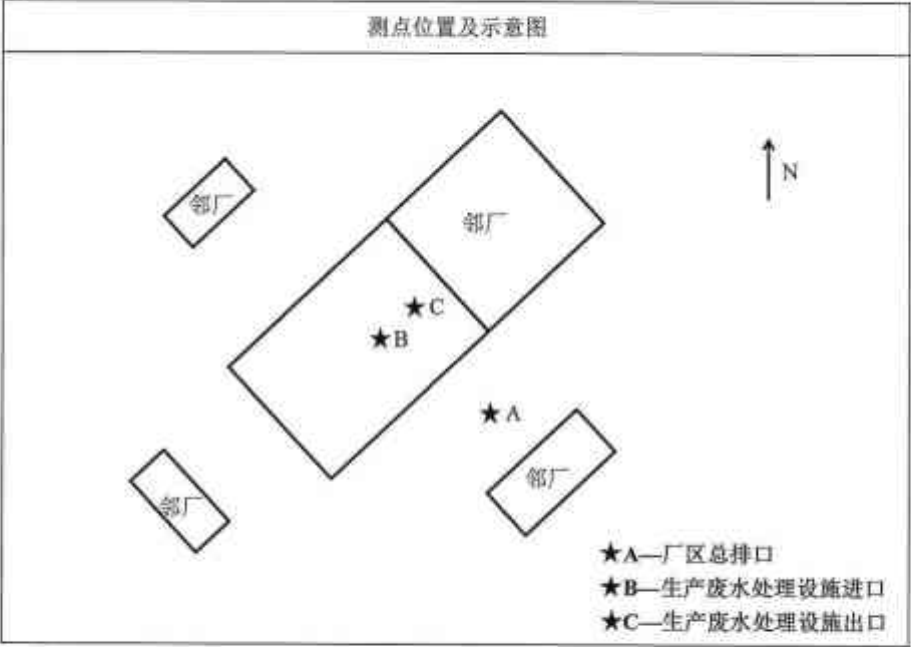 测点位置及示意图
N
邻厂
邻厂
★C
★B
★A
邻厂
邻厂
★A—厂区总排口
★B—生产废水处理设施进口
★C—生产废水处理设施出口